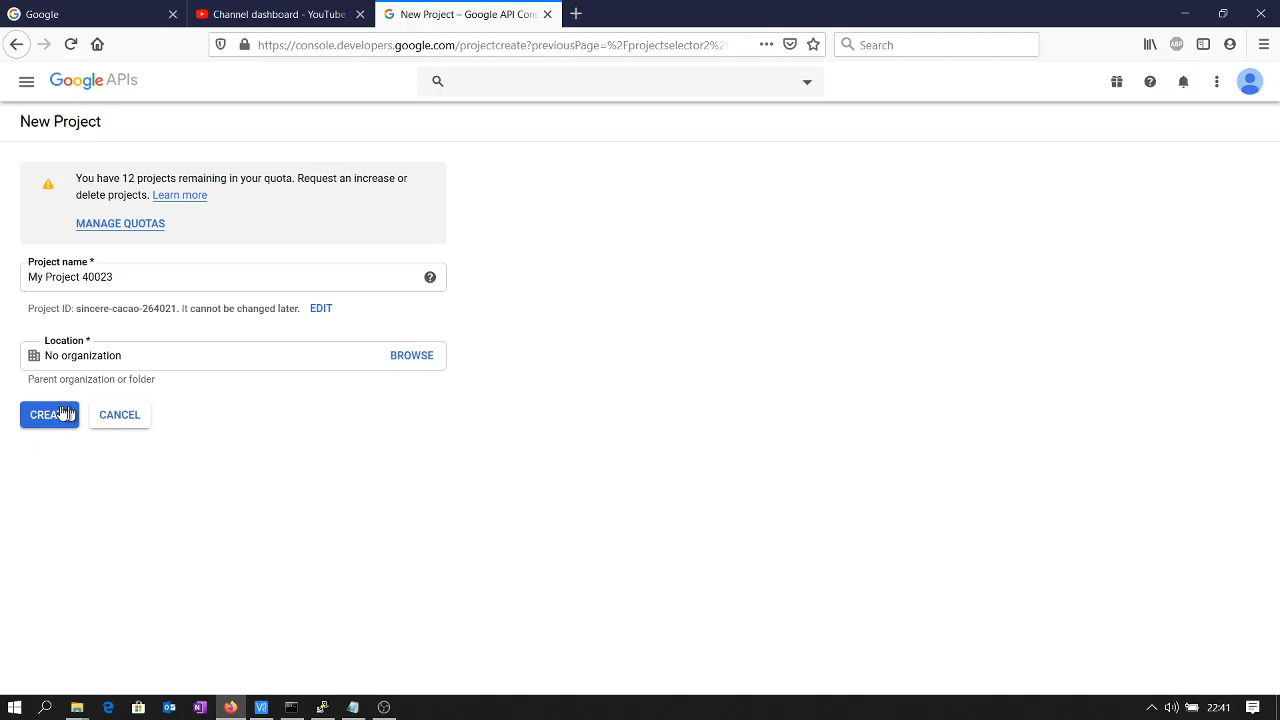 Google
Channel dashboard - YouTube
New Project – Google API Con
https://console.developers.google.com/projectcreate?previousPage=%2Fprojectselector2%2
Search
ABP
Google APIs
New Project
You have 12 projects remaining in your quota. Request an increase or
delete projects. Learn more
MANAGE QUOTAS
Project name *
My Project 40023
Project ID: sincere-cacao-264021. It cannot be changed later. EDIT
Location *
No organization
BROWSE
Parent organization or folder
CANCEL
22:41